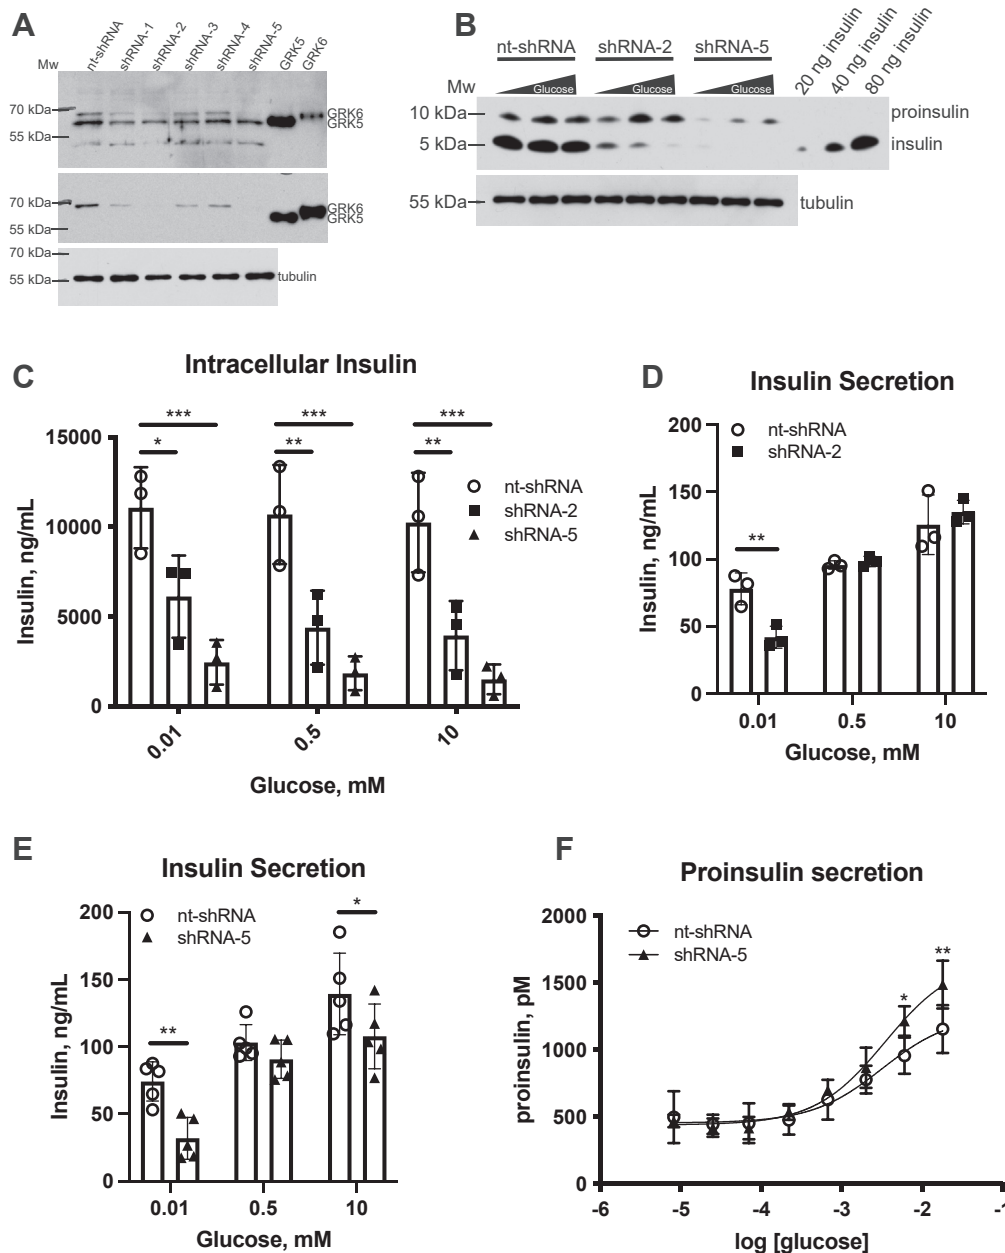 A
nt-shRNA
shRNA-1
shRNA-2
shRNA-3
shRNA-4
shRNA-5
GRK5
GRK6
Mw
70 kDa
55 kDa
GRK6
GRK5
70 kDa
55 kDa
GRK6
GRK5
70 kDa
55 kDa
tubulin
B
nt-shRNA shRNA-2 shRNA-5
20 ng insulin
40 ng insulin
80 ng insulin
Mw
Glucose Glucose Glucose
10 kDa
5 kDa
proinsulin
insulin
55 kDa
tubulin
C
Intracellular Insulin
*** *** ***
* ** **
15000
10000
5000
0
Insulin, ng/mL
nt-shRNA
shRNA-2
shRNA-5
0.01 0.5 10
Glucose, mM
D
Insulin Secretion
200
150
100
50
0
Insulin, ng/mL
nt-shRNA
shRNA-2
**
0.01 0.5 10
Glucose, mM
E
Insulin Secretion
200
150
100
50
0
Insulin, ng/mL
nt-shRNA
shRNA-5
** *
0.01 0.5 10
Glucose, mM
F
Proinsulin secretion
2000
1500
1000
500
0
proinsulin, pM
nt-shRNA
shRNA-5
* **
-6 -5 -4 -3 -2 -1
log [glucose]